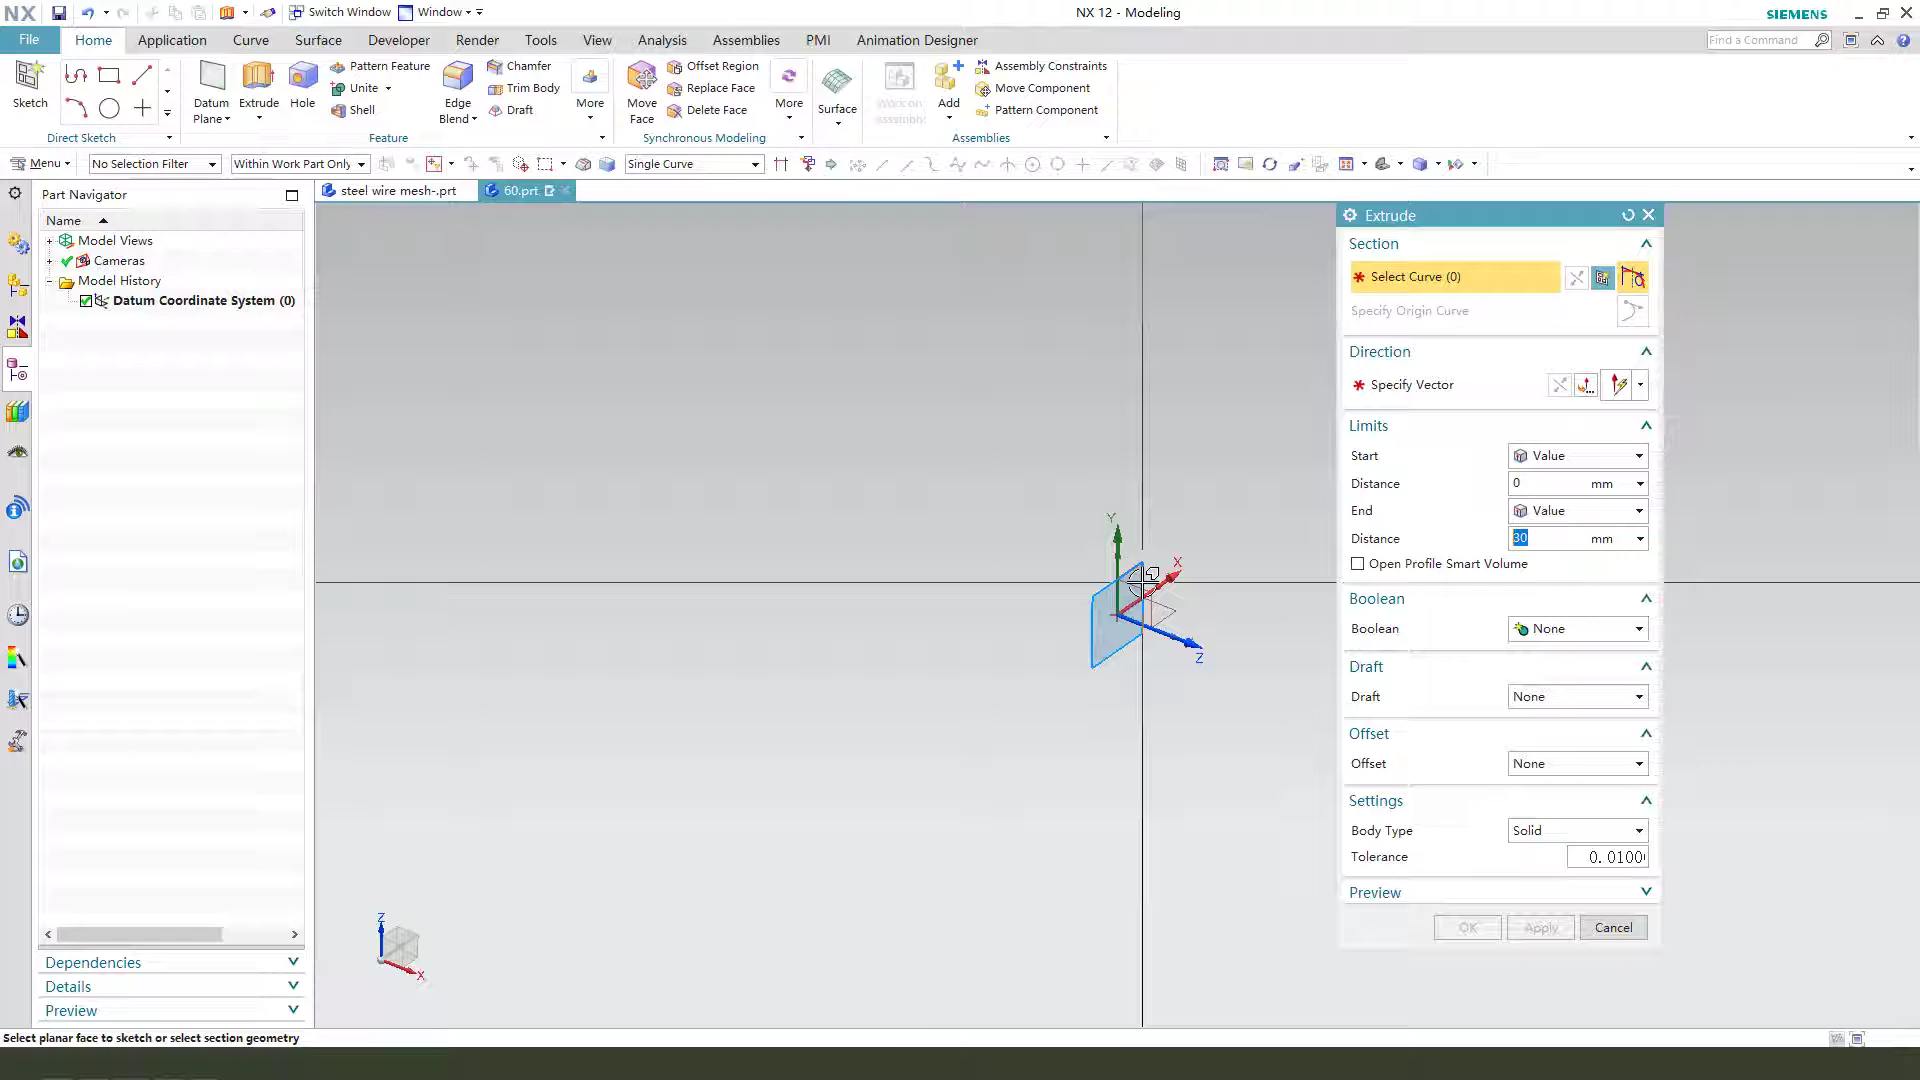 NX
Switch Window
Window
NX 12 - Modeling
SIEMENS
File
Home
Application
Curve
Surface
Developer
Render
Tools
View
Analysis
Assemblies
PMI
Animation Designer
Find a Command
Sketch
Datum
Plane
Extrude
Hole
Pattern Feature
Unite
Shell
Edge
Blend
Chamfer
Trim Body
Draft
More
Move
Face
Offset Region
Replace Face
Delete Face
More
Surface
Work on
Assembly
Add
Assembly Constraints
Move Component
Pattern Component
Direct Sketch
Feature
Synchronous Modeling
Assemblies
Menu
No Selection Filter
Within Work Part Only
Single Curve
Part Navigator
steel wire mesh-.prt
60.prt
Name
Model Views
Cameras
Model History
Datum Coordinate System (0)
Y
X
Z
Z
X
Extrude
Section
* Select Curve (0)
Specify Origin Curve
Direction
* Specify Vector
Limits
Start
Value
Distance
0 mm
End
Value
Distance
30 mm
Open Profile Smart Volume
Boolean
Boolean
None
Draft
Draft
None
Offset
Offset
None
Settings
Body Type
Solid
Tolerance
0.0100
Preview
OK
Apply
Cancel
Dependencies
Details
Preview
Select planar face to sketch or select section geometry